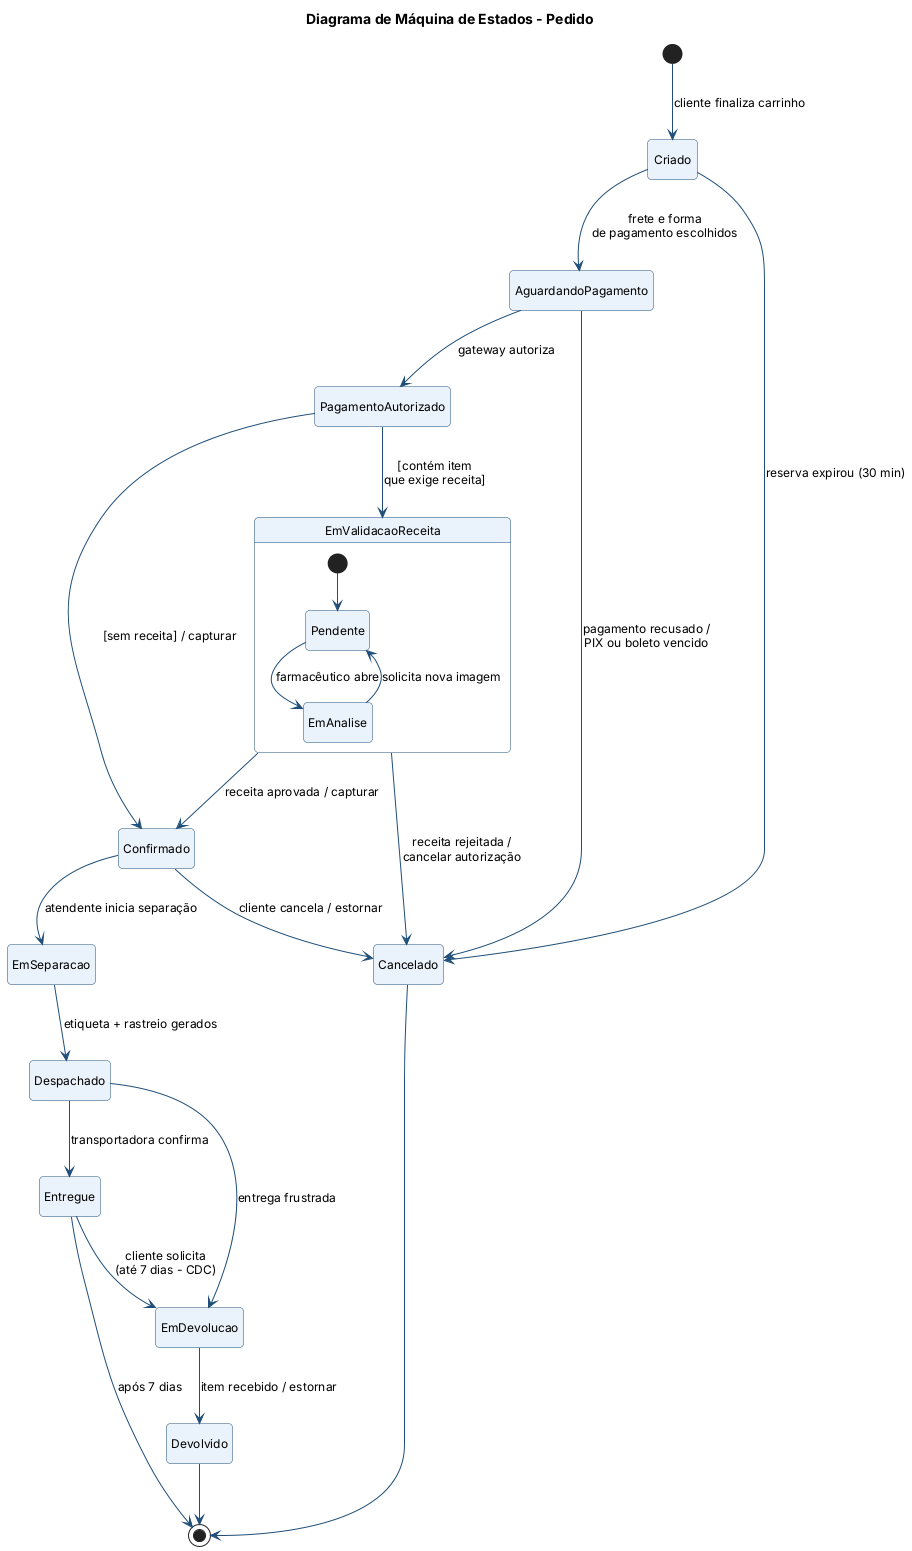 Diagrama de Máquina de Estados - Pedido
cliente finaliza carrinho
Criado
frete e forma
de pagamento escolhidos
AguardandoPagamento
gateway autoriza
PagamentoAutorizado
[contém item
que exige receita]
reserva expirou (30 min)
EmValidacaoReceita
Pendente
[sem receita] / capturar
pagamento recusado /
PIX ou boleto vencido
farmacêutico abre
solicita nova imagem
EmAnalise
receita aprovada / capturar
receita rejeitada /
cancelar autorização
Confirmado
atendente inicia separação
cliente cancela / estornar
EmSeparacao
Cancelado
etiqueta + rastreio gerados
Despachado
transportadora confirma
Entregue
entrega frustrada
cliente solicita
(até 7 dias - CDC)
EmDevolucao
após 7 dias
item recebido / estornar
Devolvido